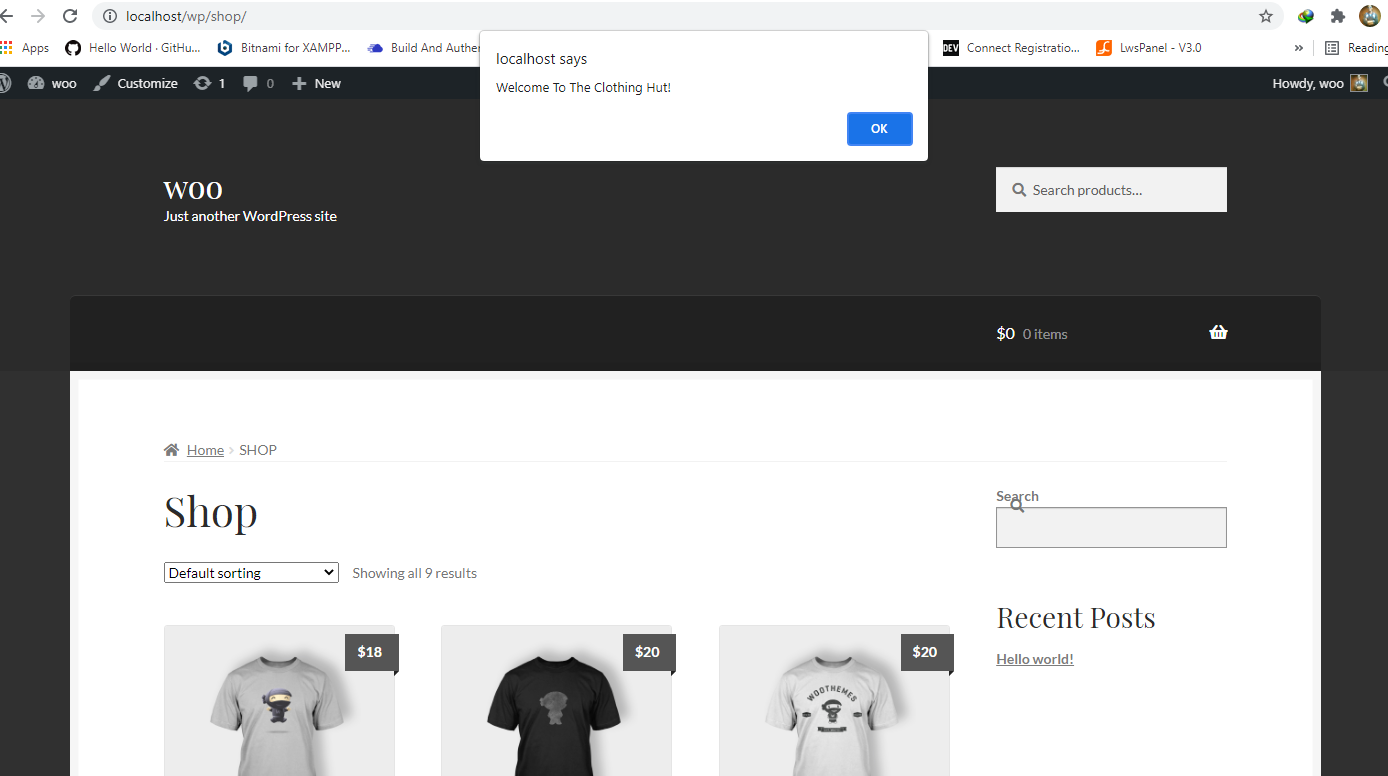 localhost/wp/shop/
Apps Hello World · GitHu... Bitnami for XAMPP... Build And Authen DEV Connect Registratio... LwsPanel - V3.0 » Reading
localhost says
Welcome To The Clothing Hut!
OK
woo Customize 1 0 New Howdy, woo
woo
Just another WordPress site
Search products…
$0 0 items
Home SHOP
Shop
Search
Default sorting Showing all 9 results
Recent Posts
Hello world!
$18 $20 $20
WOOTHEMES